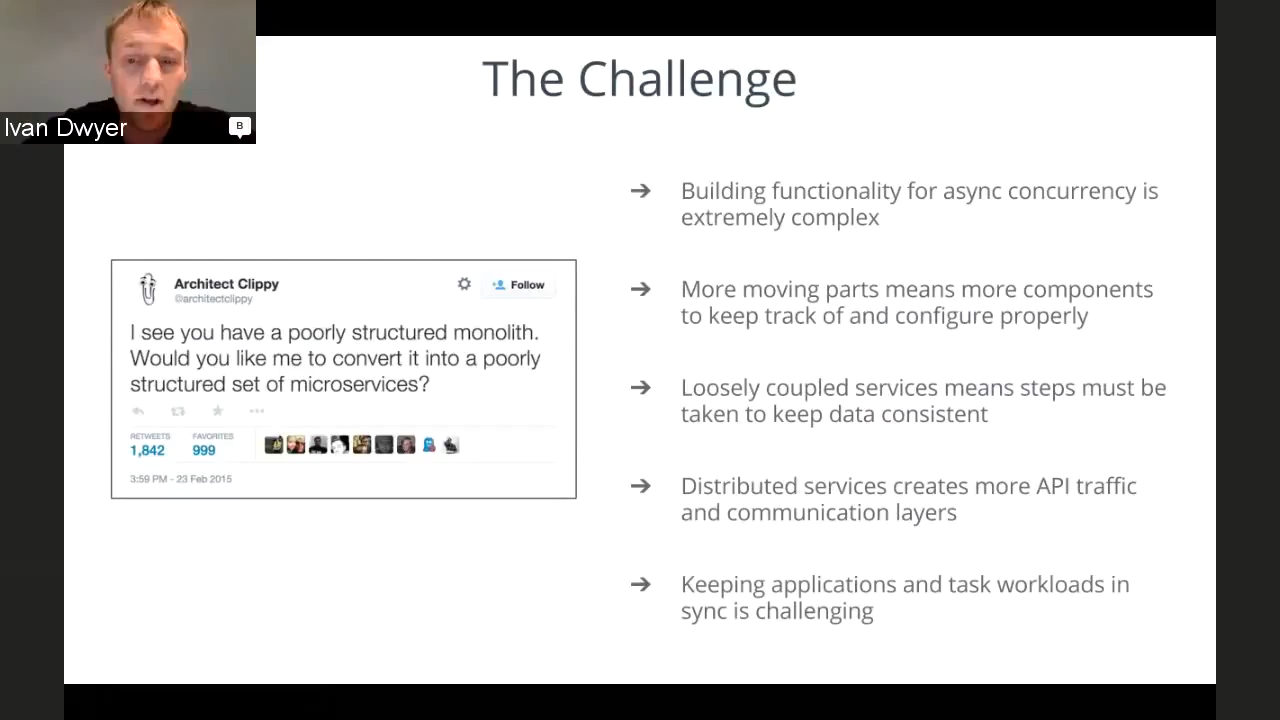 The Challenge
Ivan Dwyer
B
Architect Clippy
@architectclippy
Follow
I see you have a poorly structured monolith.
Would you like me to convert it into a poorly
structured set of microservices?
RETWEETS
FAVORITES
1,842
999
3:59 PM - 23 Feb 2015
➔ Building functionality for async concurrency is
extremely complex
➔ More moving parts means more components
to keep track of and configure properly
➔ Loosely coupled services means steps must be
taken to keep data consistent
➔ Distributed services creates more API traffic
and communication layers
➔ Keeping applications and task workloads in
sync is challenging